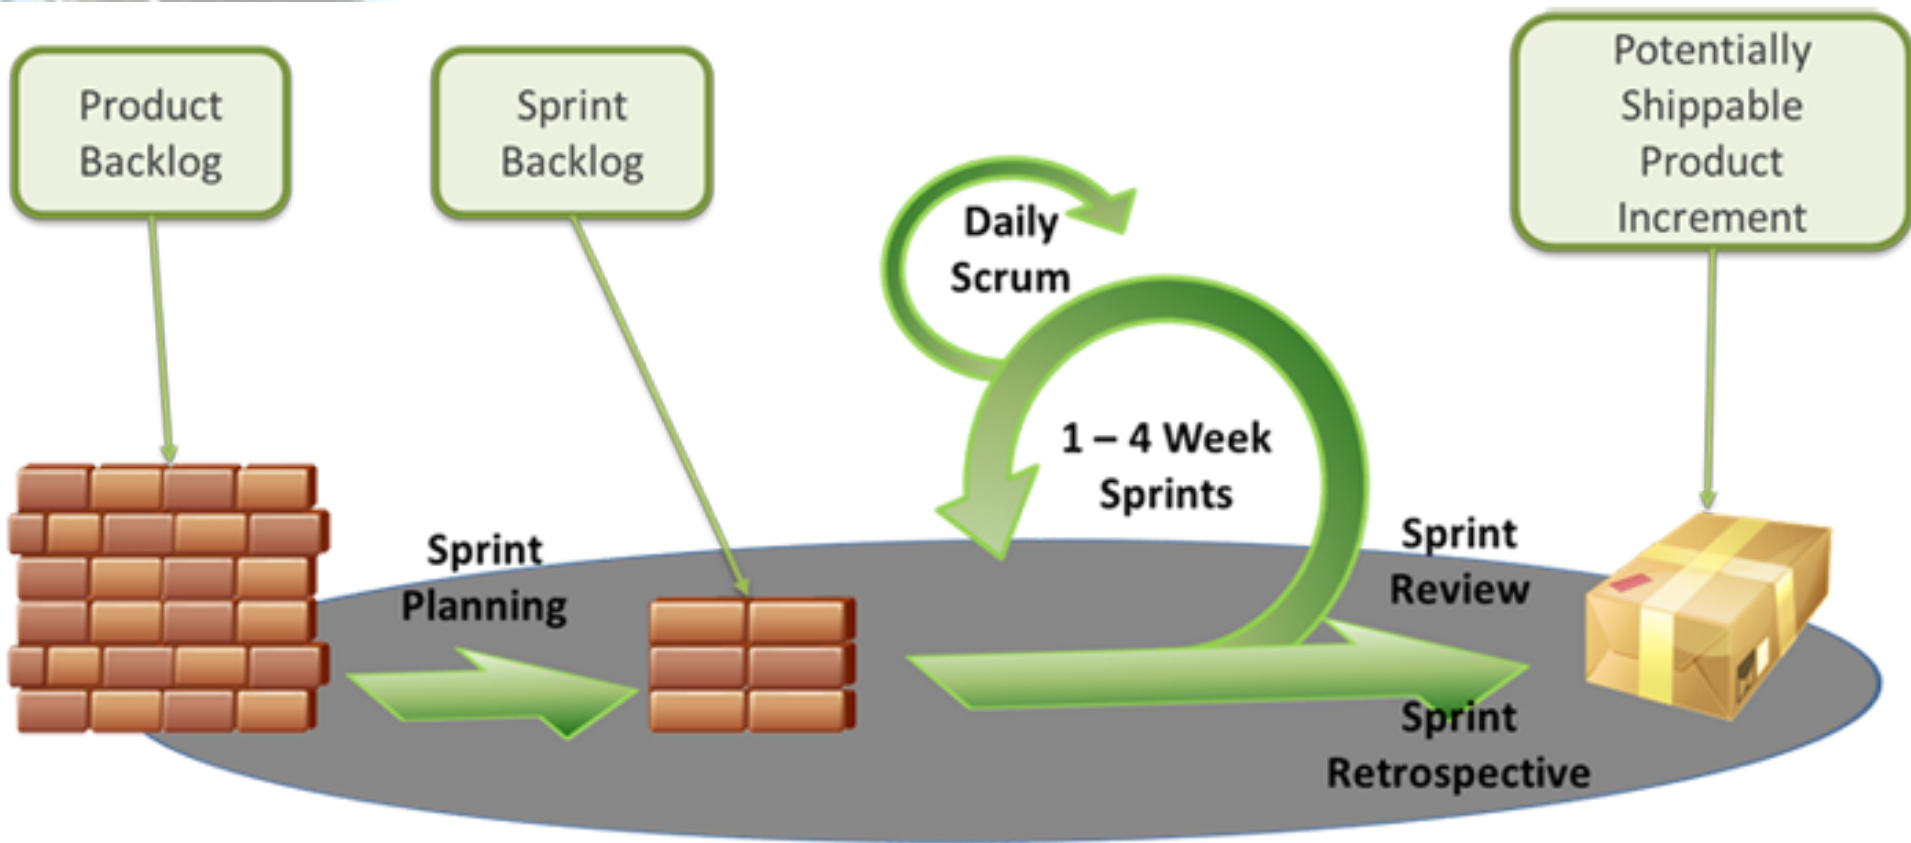 Product
Backlog
Sprint
Backlog
Potentially
Shippable
Product
Increment
Daily
Scrum
1 – 4 Week
Sprints
Sprint
Planning
Sprint
Review
Sprint
Retrospective